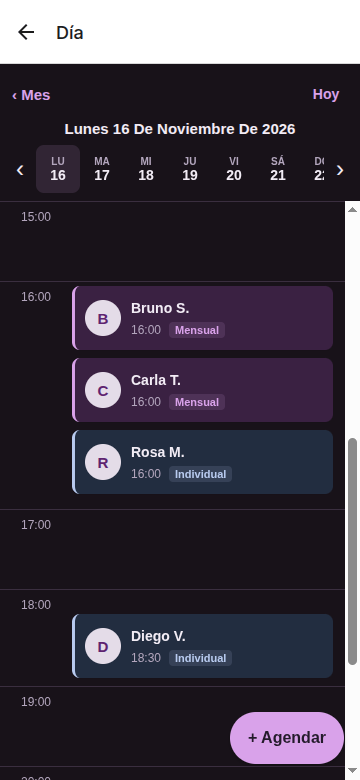 Día
‹ Mes
Hoy
Lunes 16 De Noviembre De 2026
‹ LU MA MI JU VI SÁ ›
16 17 18 19 20 21
15:00
16:00
B Bruno S.
16:00 Mensual
C Carla T.
16:00 Mensual
R Rosa M.
16:00 Individual
17:00
18:00
D Diego V.
18:30 Individual
19:00
+ Agendar